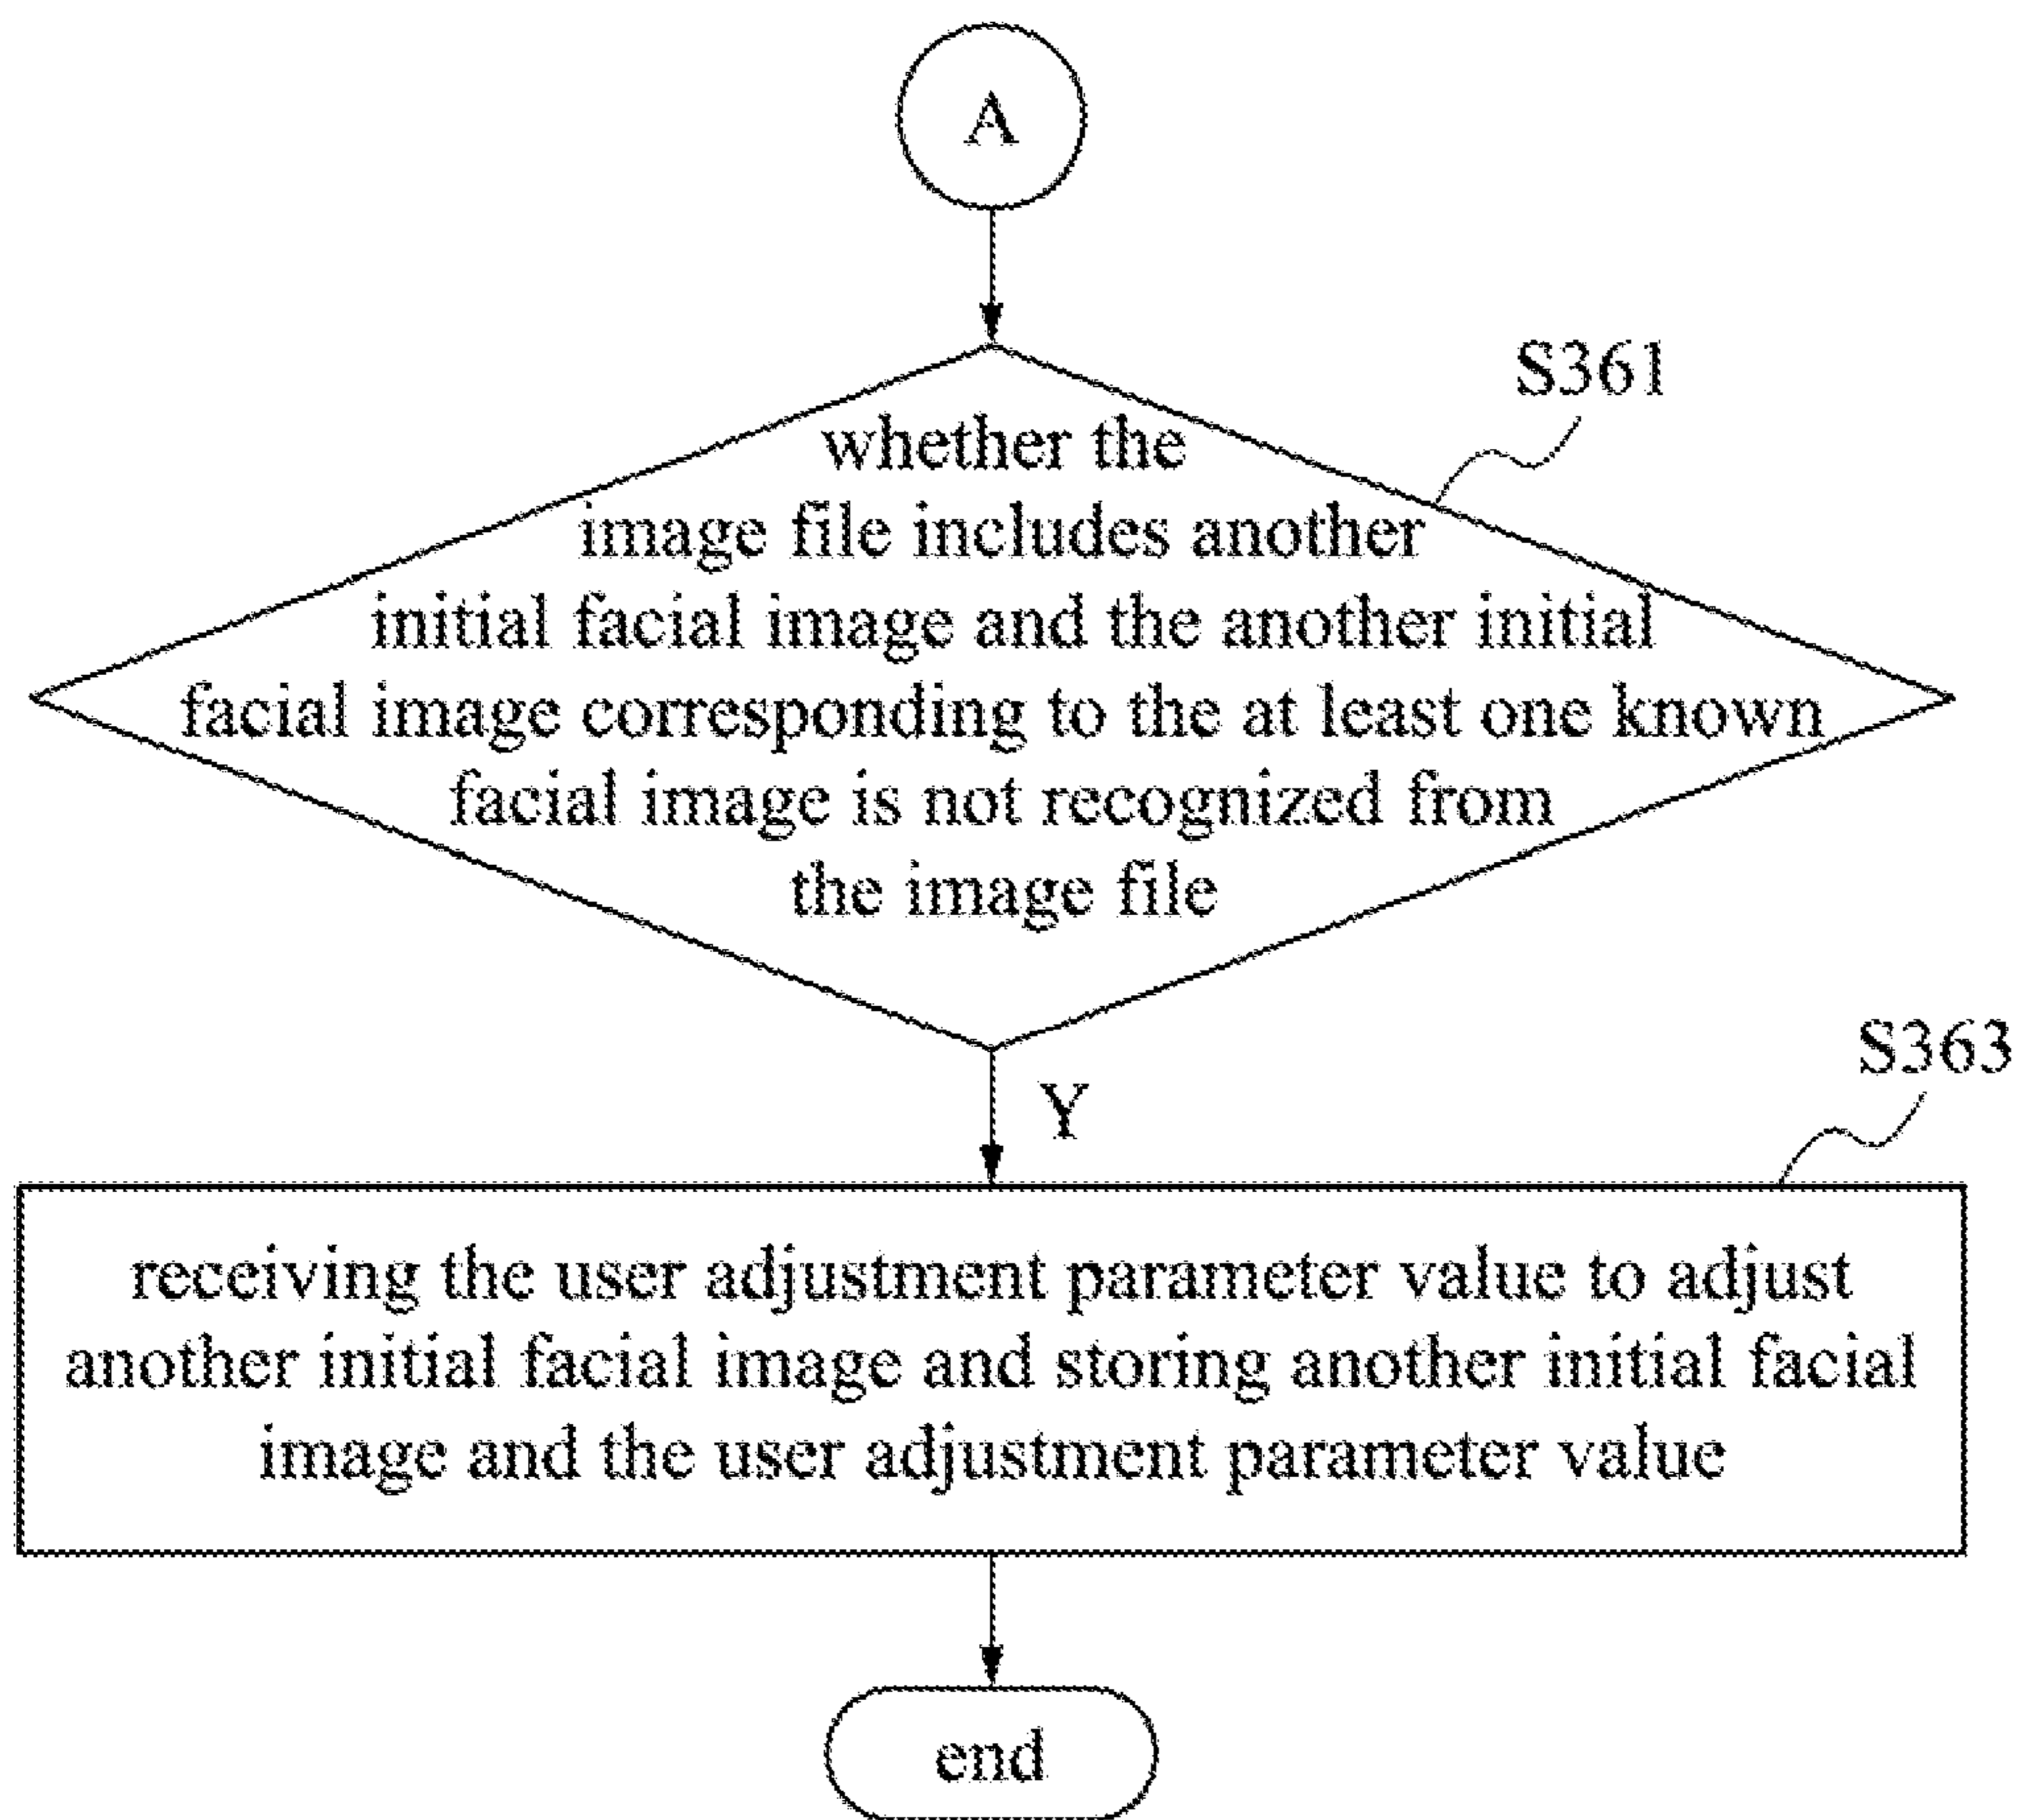 A
S361
whether the
image file includes another
initial facial image and the another initial
facial image corresponding to the at least one known
facial image is not recognized from
the image file
Y
S363
receiving the user adjustment parameter value to adjust
another initial facial image and storing another initial facial
image and the user adjustment parameter value
end